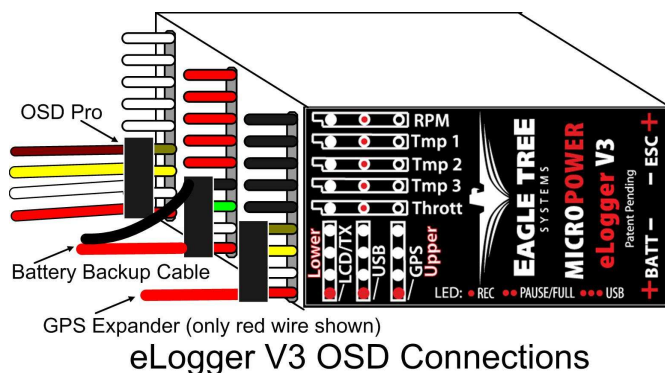 OSD Pro
Battery Backup Cable
GPS Expander (only red wire shown)
RPM
Tmp 1
Tmp 2
Tmp 3
Thrott
Lower
LCD/TX
USB
GPS
Upper
EAGLE TREE
SYSTEMS
MICROPOWER
eLogger V3
Patent Pending
+BATT – – ESC +
LED: • REC •• PAUSE/FULL ••• USB
eLogger V3 OSD Connections